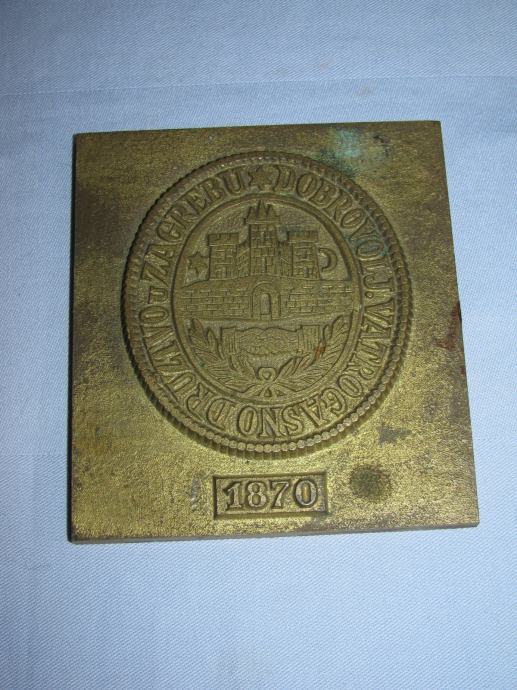 DOBROVOLJ. VATROGASNO DRUŽTVO U ZAGREBU
1870